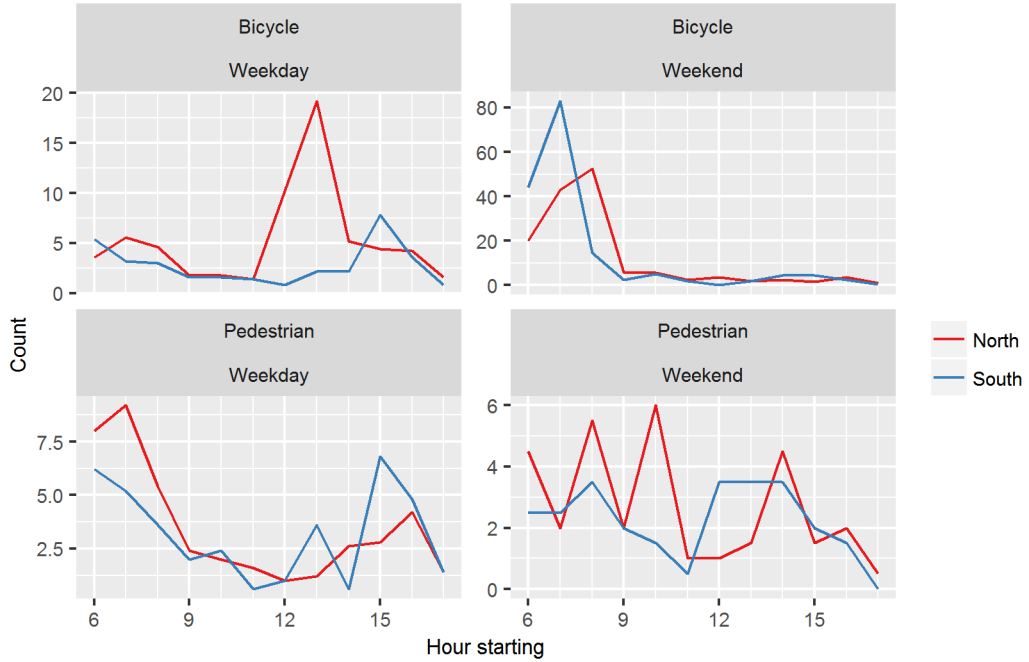 Bicycle
Weekday
Bicycle
Weekend
20
15
10
5
0
80
60
40
20
0
Pedestrian
Weekday
Pedestrian
Weekend
7.5
5.0
2.5
6
4
2
0
6
9
12
15
6
9
12
15
Hour starting
Count
North
South